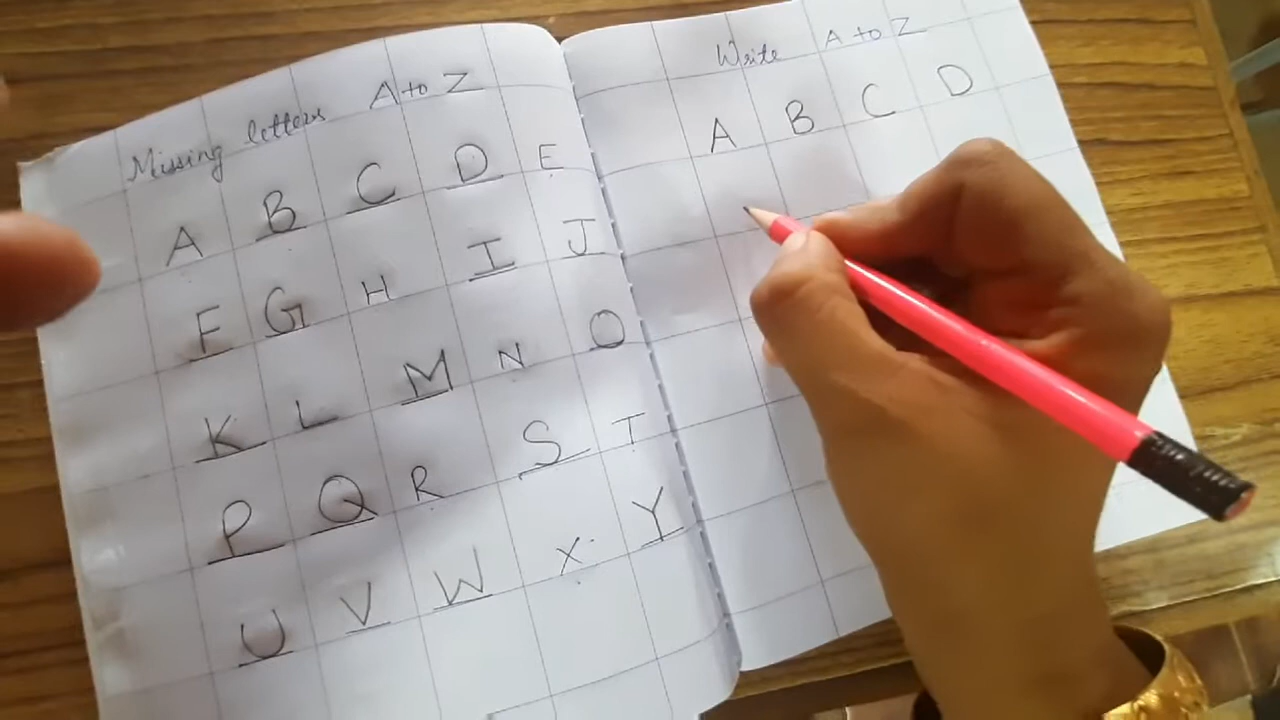 Missing letters A to Z
A B C D E
F G H I J
K L M N O
P Q R S T
U V W X Y
Write A to Z
A B C D